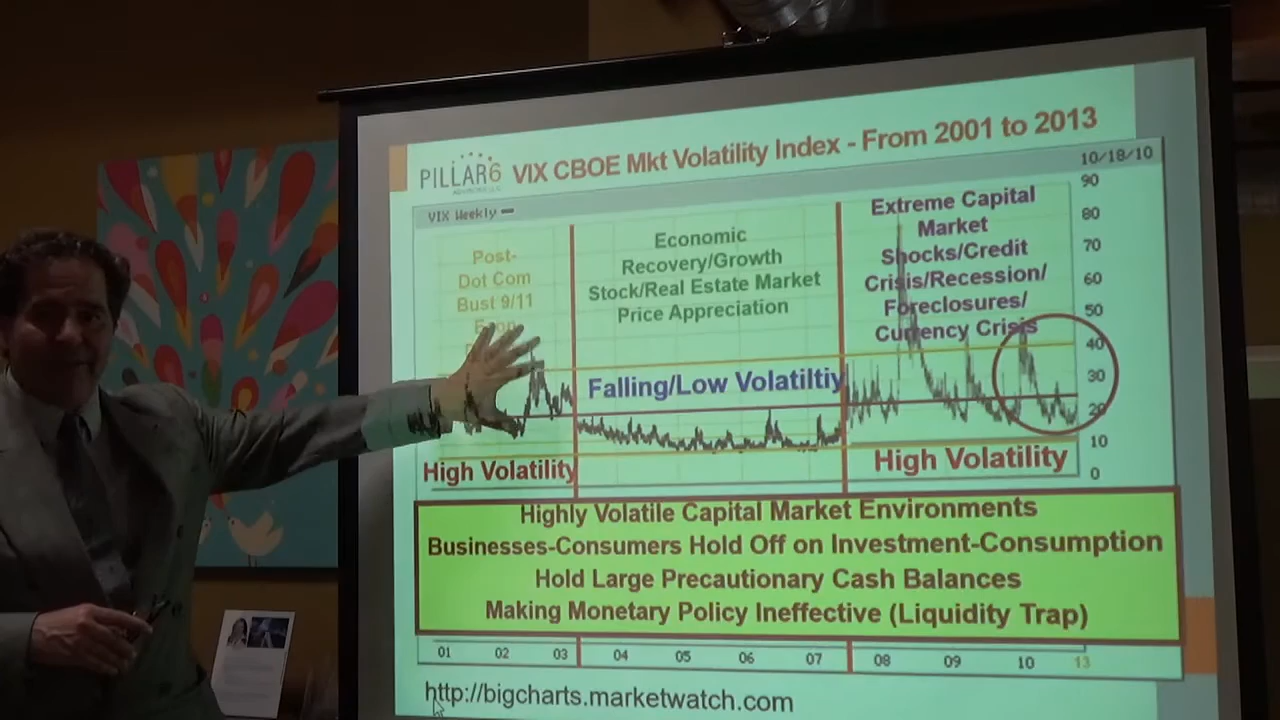 PILLAR6
VIX CBOE Mkt Volatility Index - From 2001 to 2013
10/18/10
VIX Weekly
Post-
Dot Com
Bust 9/11
Econ
Economic
Recovery/Growth
Stock/Real Estate Market
Price Appreciation
Extreme Capital
Market
Shocks/Credit
Crisis/Recession/
Foreclosures/
Currency Crisis
90
80
70
60
50
40
30
20
10
0
Falling/Low Volatiltiy
High Volatility
High Volatility
Highly Volatile Capital Market Environments
Businesses-Consumers Hold Off on Investment-Consumption
Hold Large Precautionary Cash Balances
Making Monetary Policy Ineffective (Liquidity Trap)
01 02 03 04 05 06 07 08 09 10 13
http://bigcharts.marketwatch.com